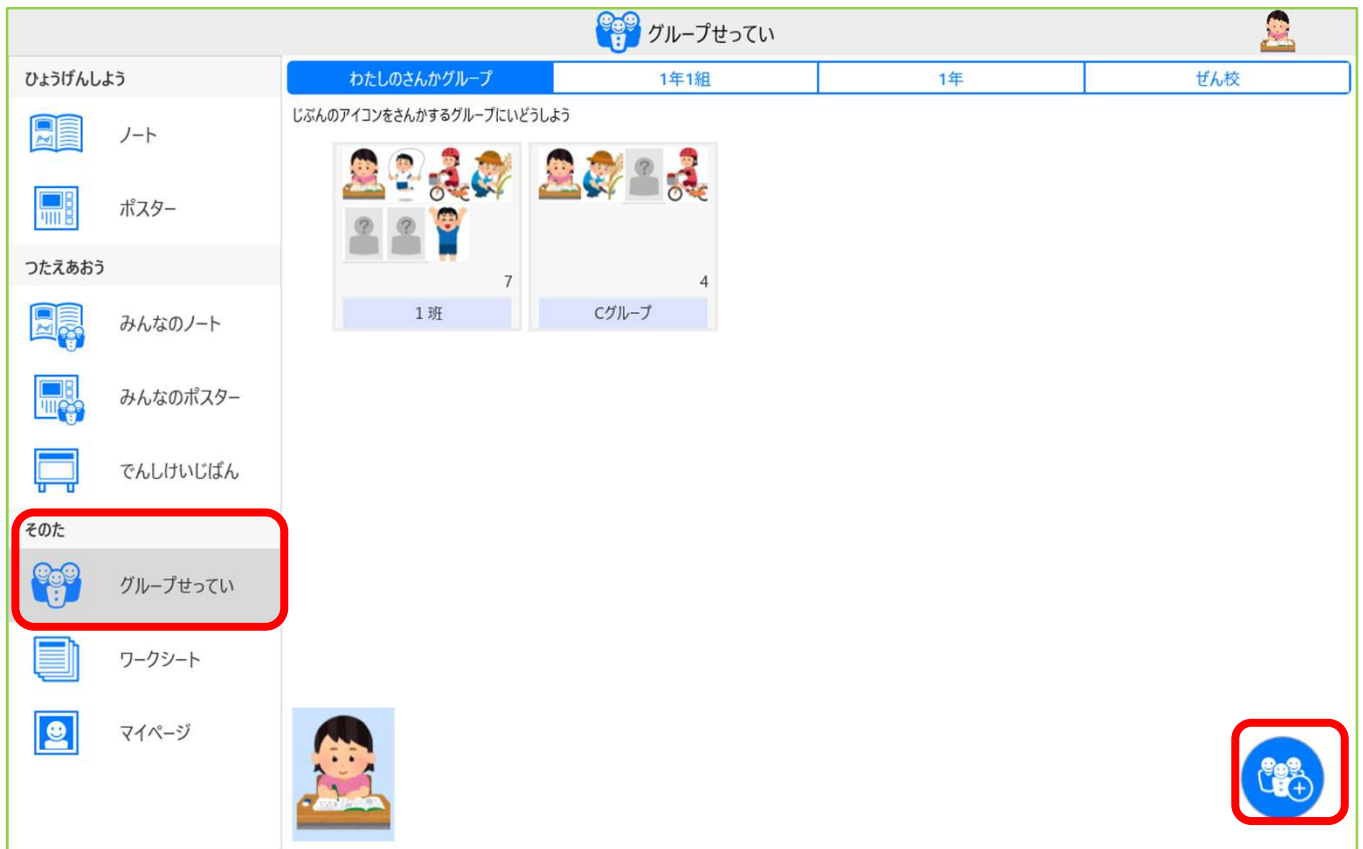 グループせってい
ひょうげんしよう
ノート
ポスター
つたえあおう
みんなのノート
みんなのポスター
でんしけいじばん
そのた
グループせってい
ワークシート
マイページ
わたしのさんかグループ
1年1組
1年
ぜん校
じぶんのアイコンをさんかするグループにいどうしよう
?
?
7
1班
?
4
Cグループ